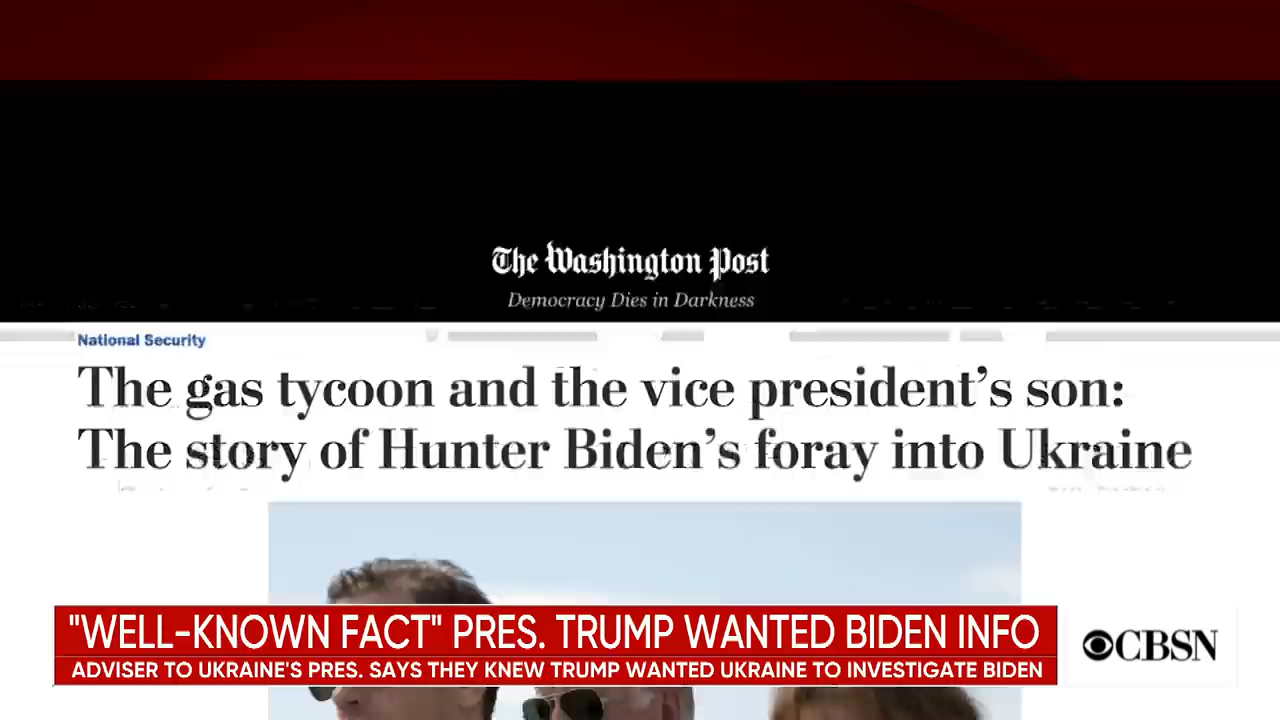 The Washington Post
Democracy Dies in Darkness
National Security
The gas tycoon and the vice president's son:
The story of Hunter Biden's foray into Ukraine
"WELL-KNOWN FACT" PRES. TRUMP WANTED BIDEN INFO
ADVISER TO UKRAINE'S PRES. SAYS THEY KNEW TRUMP WANTED UKRAINE TO INVESTIGATE BIDEN
CBSN